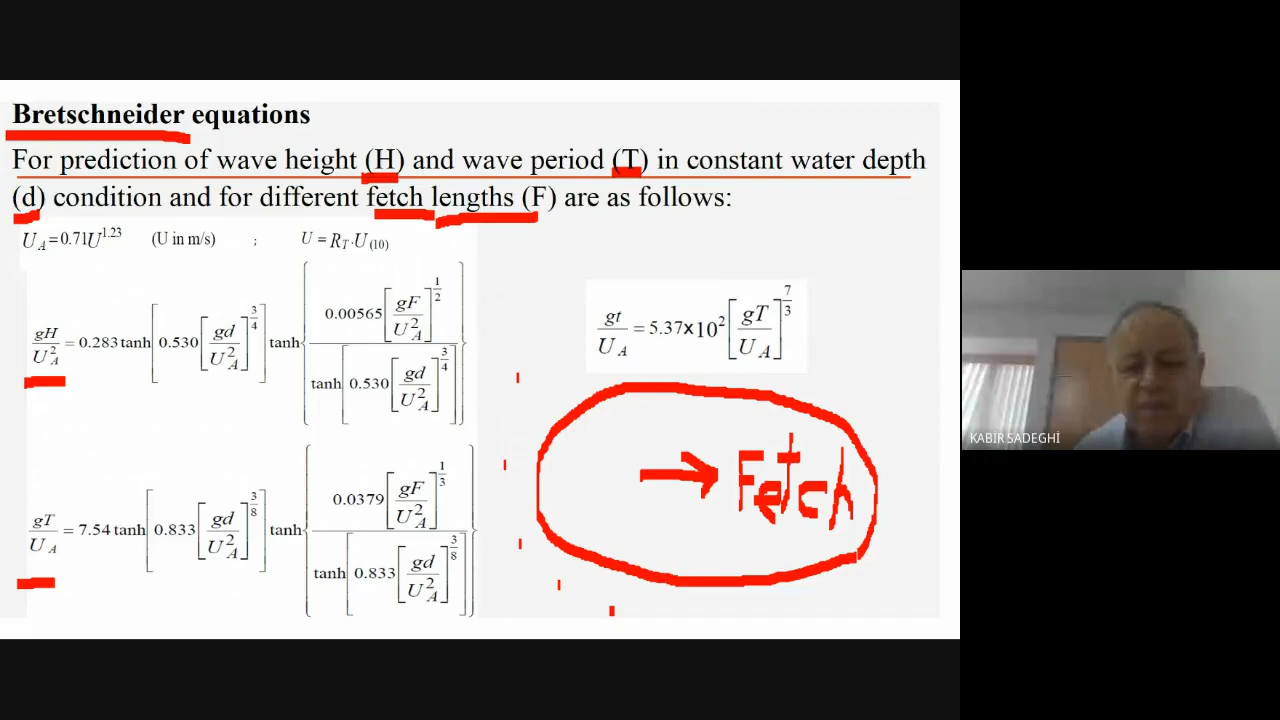 Bretschneider equations
For prediction of wave height (H) and wave period (T) in constant water depth
(d) condition and for different fetch lengths (F) are as follows:
U_A=0.71U^1.23 (U in m/s) ; U = R_T.U_(10)
gH/U_A^2 = 0.283 tanh[0.530[gd/U_A^2]^(3/4)] tanh{0.00565[gF/U_A^2]^(1/2) / tanh[0.530[gd/U_A^2]^(3/4)]}
gt/U_A = 5.37×10^2[gT/U_A]^(7/3)
gT/U_A = 7.54 tanh[0.833[gd/U_A^2]^(3/8)] tanh{0.0379[gF/U_A^2]^(1/3) / tanh[0.833[gd/U_A^2]^(3/8)]}
→ Fetch
KABIR SADEGHİ